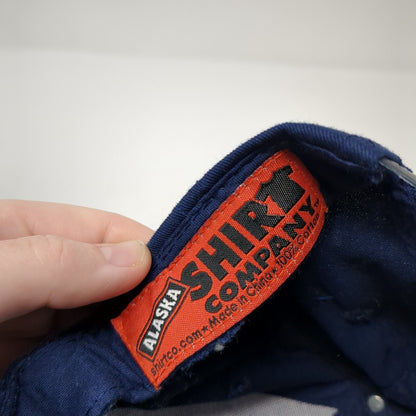 ALASKA
SHIRT
COMPANY
shirtco.com★Made in China★100% Cotton